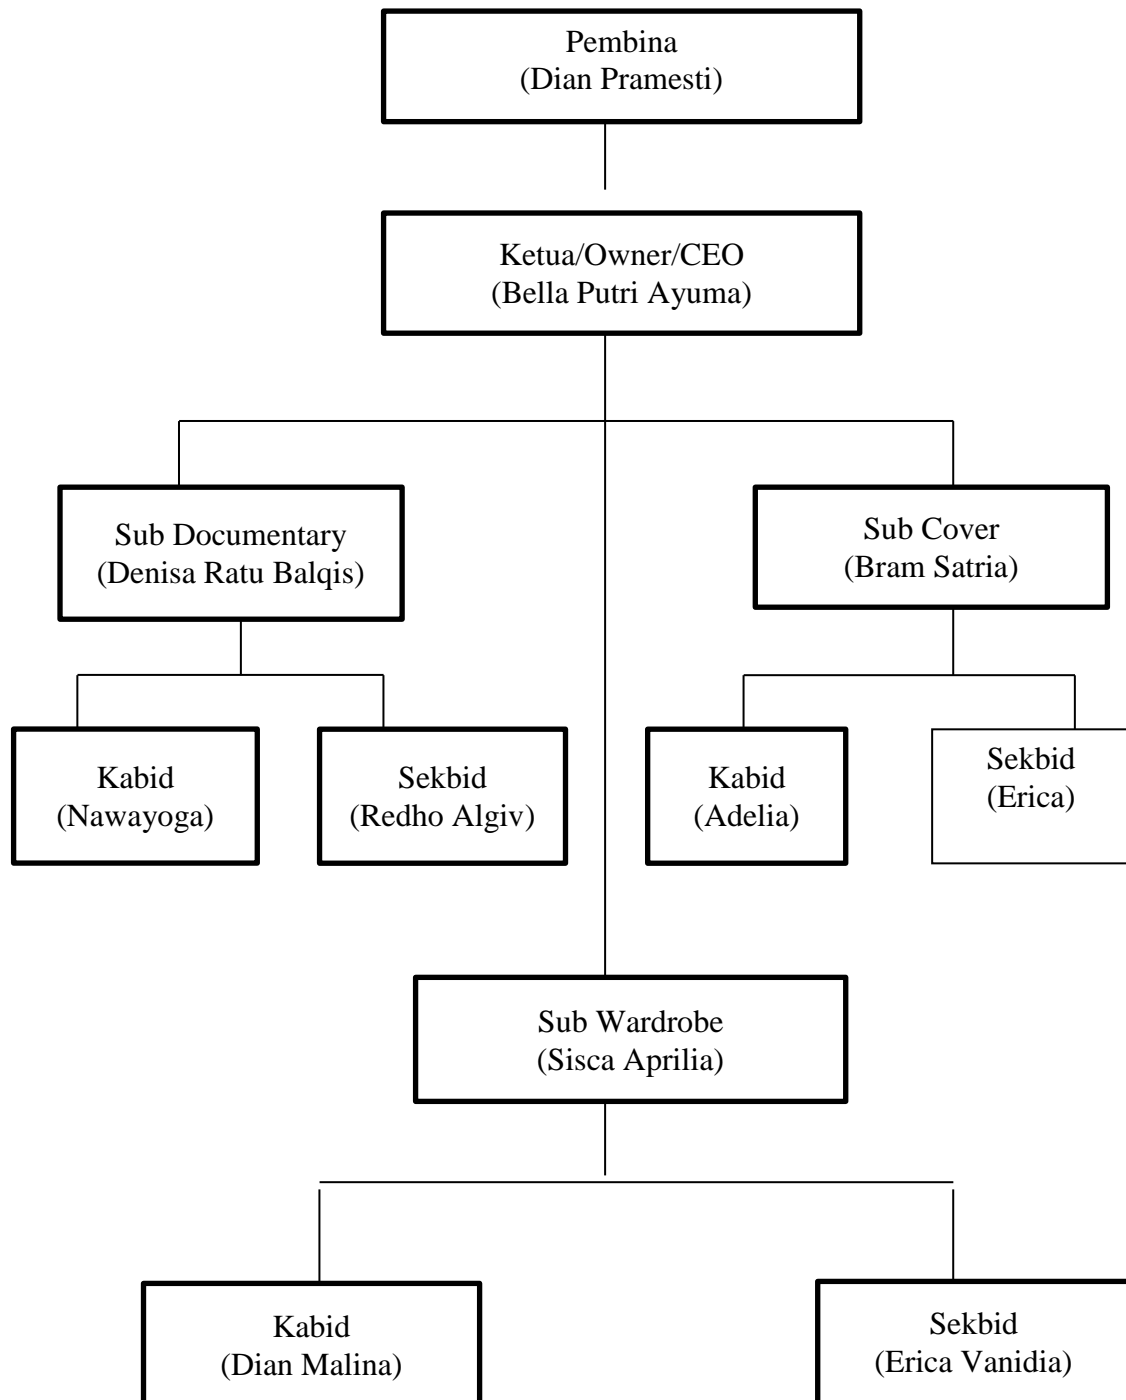 Pembina
(Dian Pramesti)
Ketua/Owner/CEO
(Bella Putri Ayuma)
Sub Documentary
(Denisa Ratu Balqis)
Sub Cover
(Bram Satria)
Kabid
(Nawayoga)
Sekbid
(Redho Algiv)
Kabid
(Adelia)
Sekbid
(Erica)
Sub Wardrobe
(Sisca Aprilia)
Kabid
(Dian Malina)
Sekbid
(Erica Vanidia)